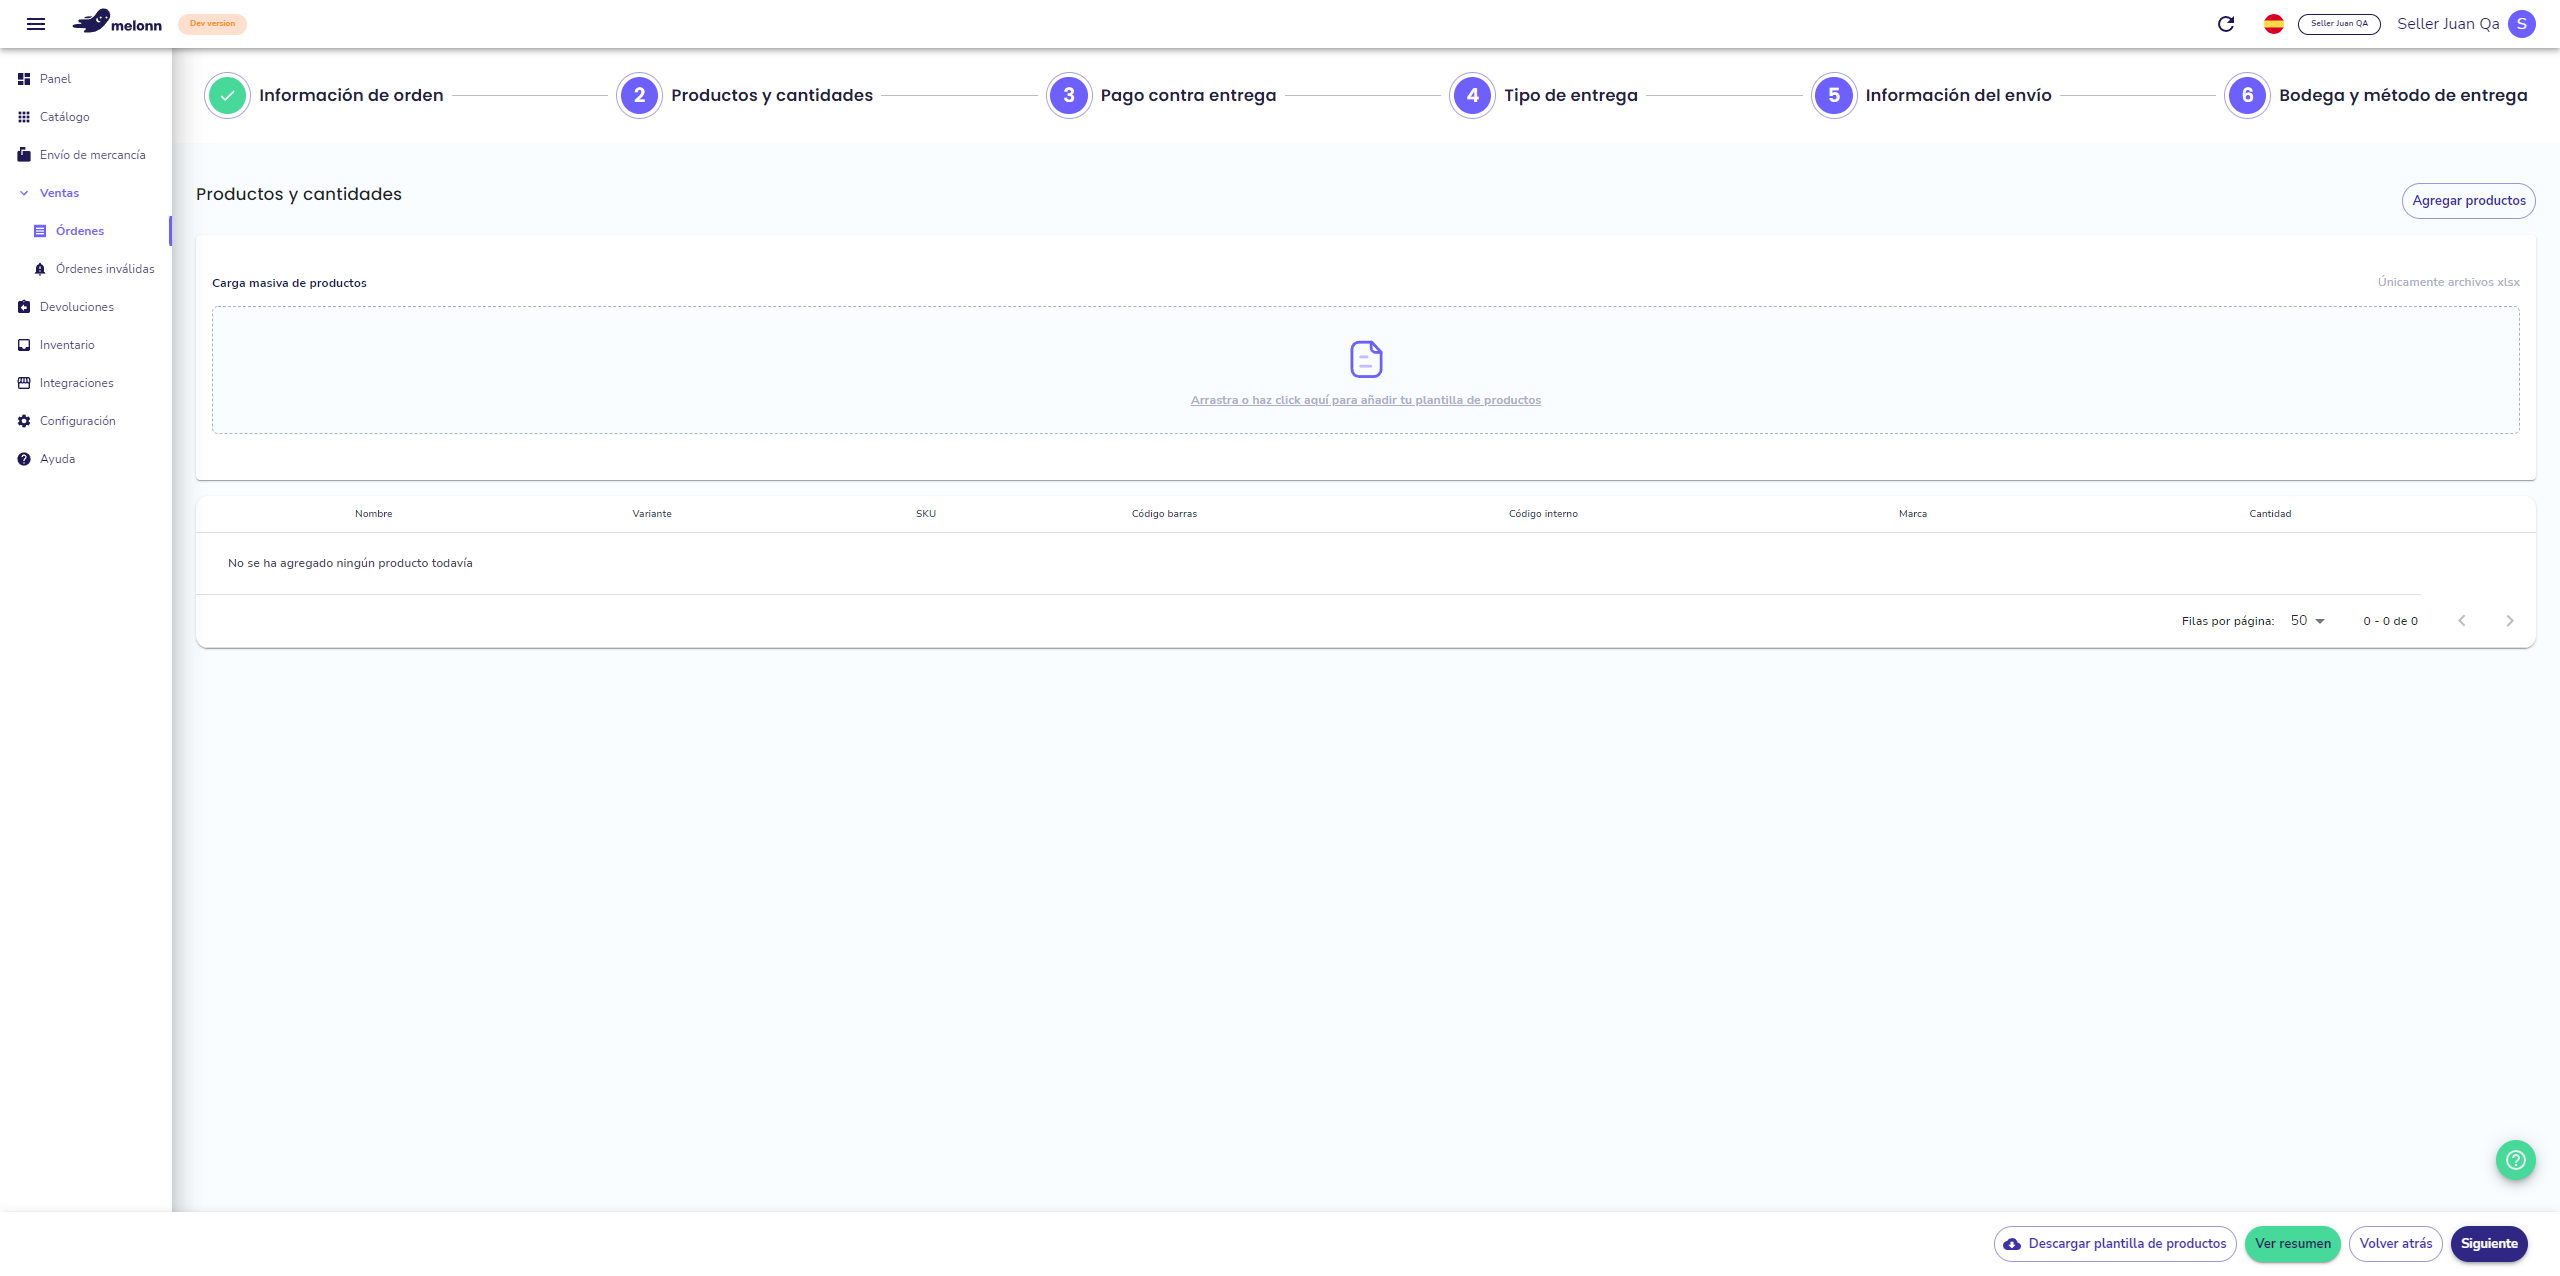 melonn
Dev version
Seller Juan QA
Seller Juan Qa
S
Panel
Catálogo
Envío de mercancía
Ventas
Órdenes
Órdenes inválidas
Devoluciones
Inventario
Integraciones
Configuración
Ayuda
Información de orden
2 Productos y cantidades
3 Pago contra entrega
4 Tipo de entrega
5 Información del envío
6 Bodega y método de entrega
Productos y cantidades
Agregar productos
Carga masiva de productos
Únicamente archivos xlsx
Arrastra o haz click aquí para añadir tu plantilla de productos
Nombre Variante SKU Código barras Código interno Marca Cantidad
No se ha agregado ningún producto todavía
Filas por página: 50 0 - 0 de 0
Descargar plantilla de productos
Ver resumen
Volver atrás
Siguiente